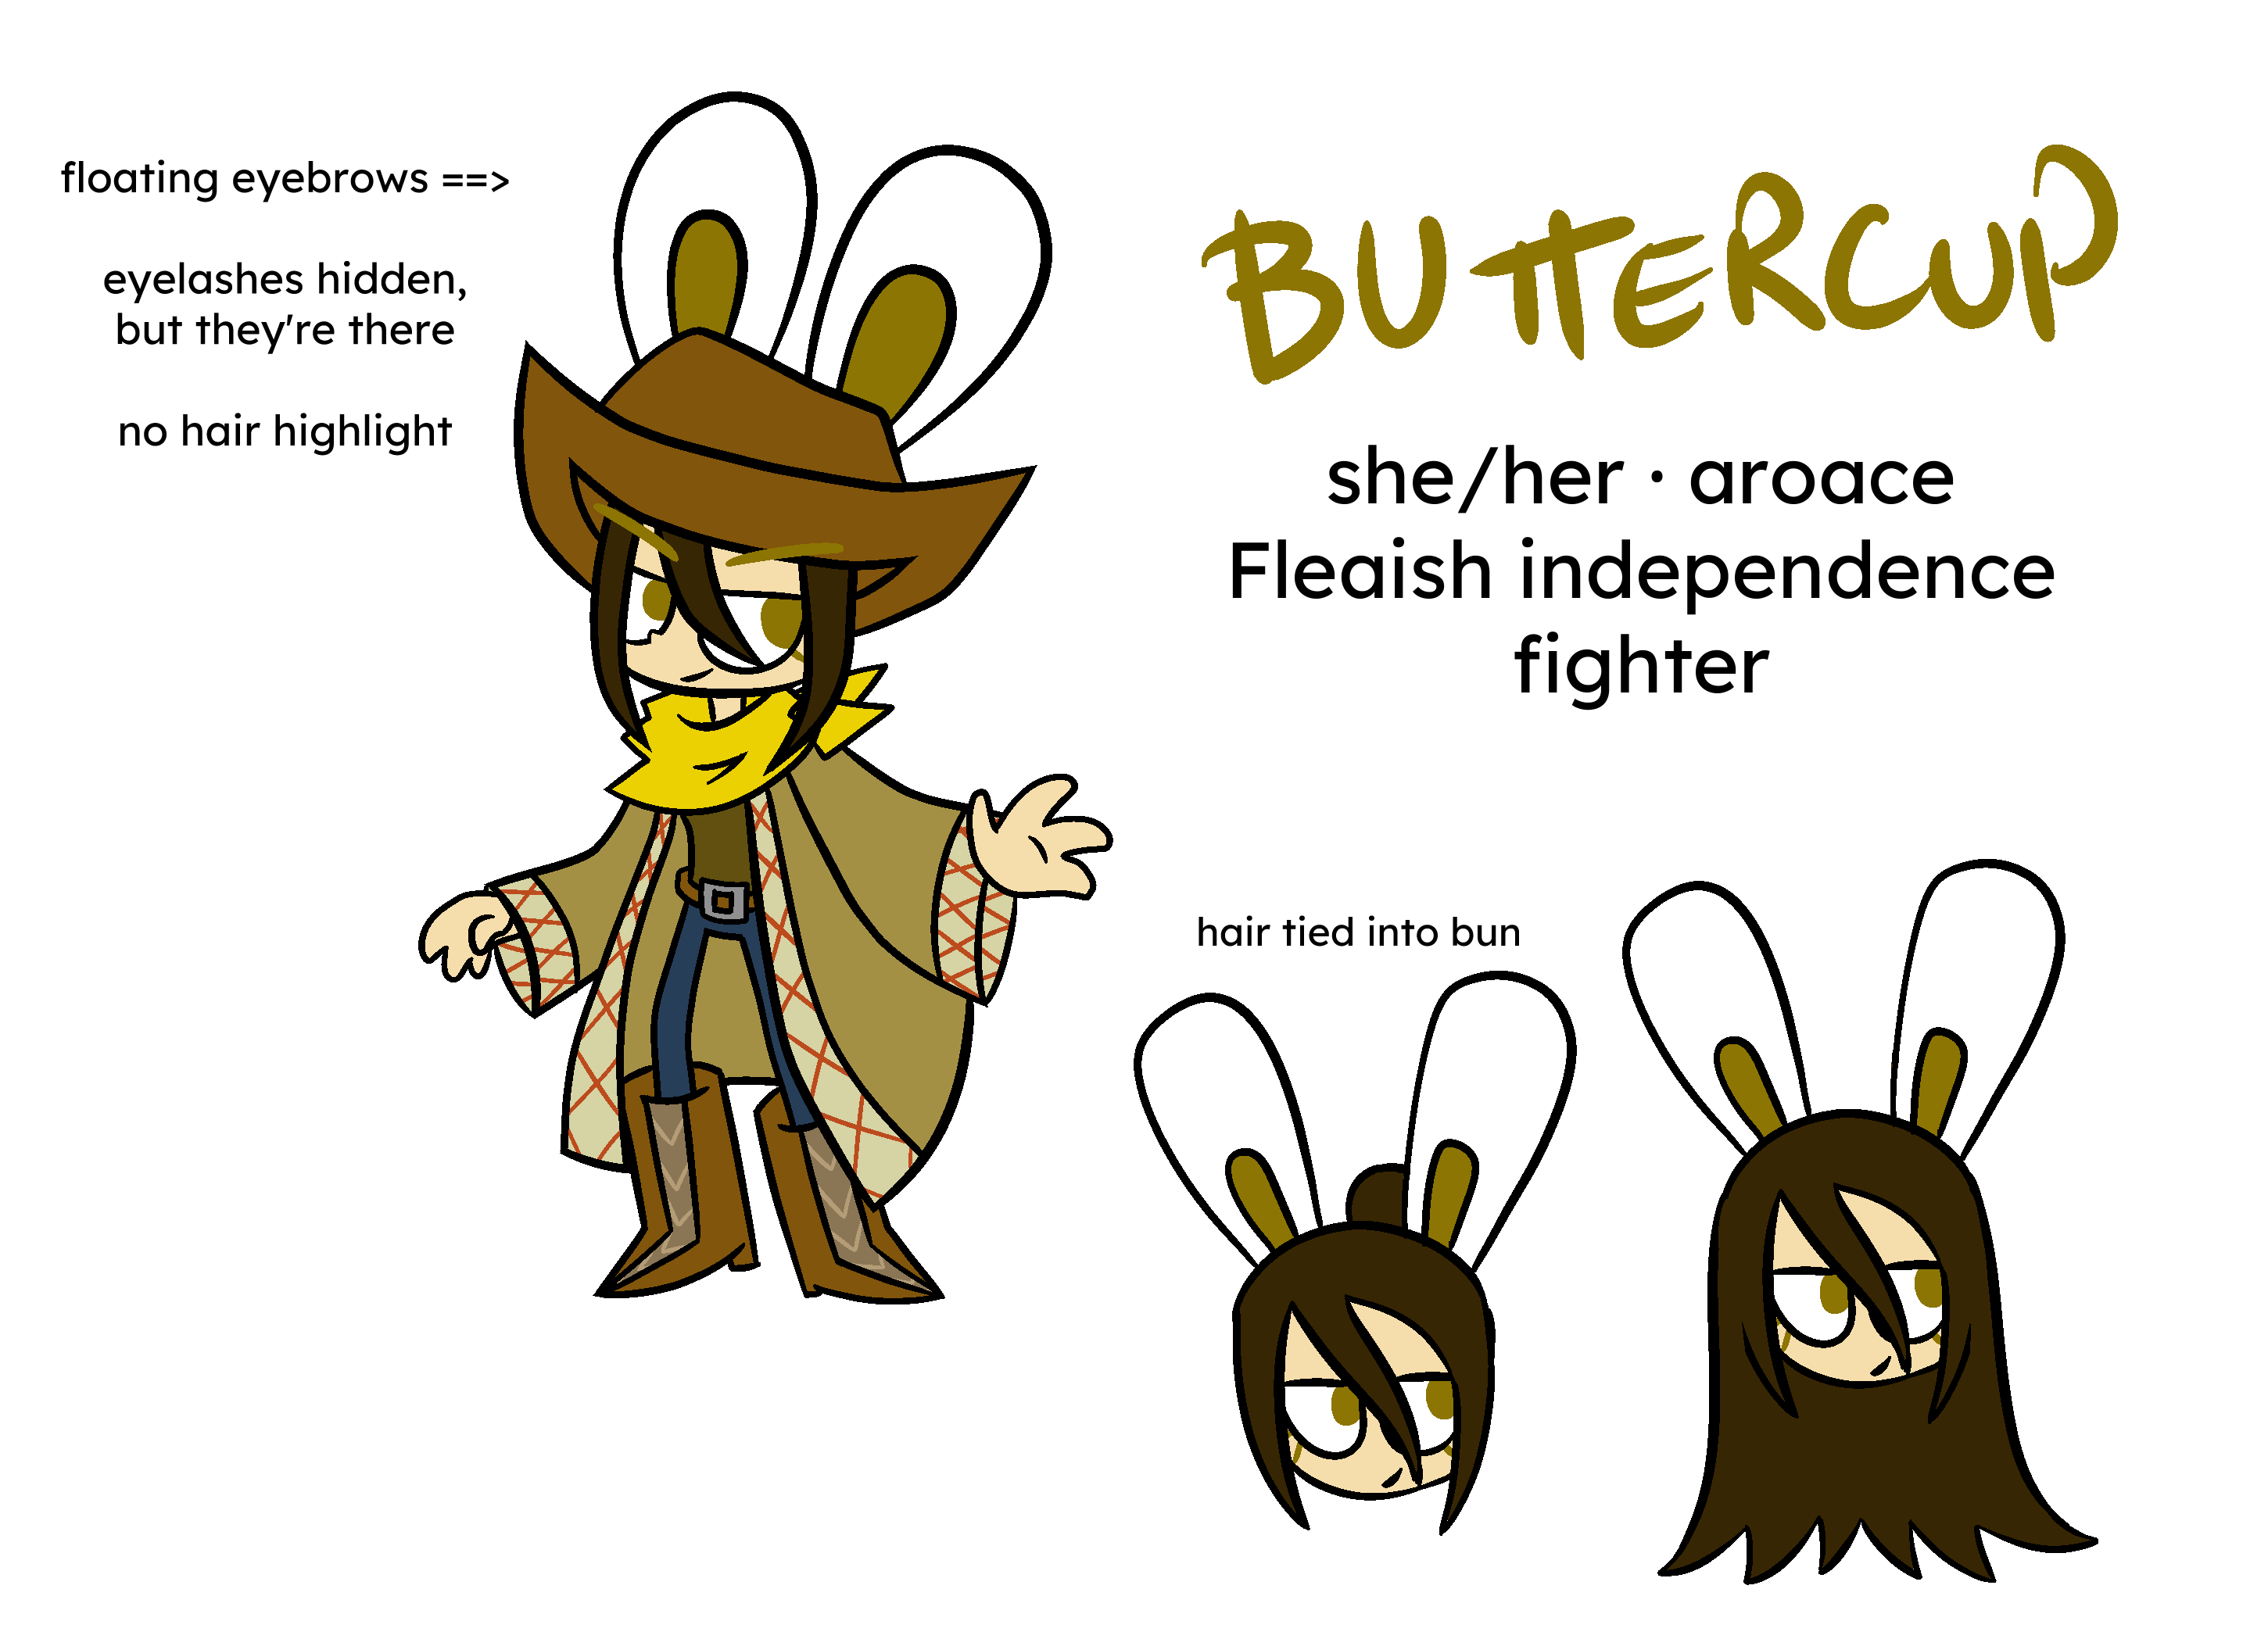 floating eyebrows ==>
eyelashes hidden,
but they're there
no hair highlight
BUTTERCUP
she/her · aroace
Fleaish independence
fighter
hair tied into bun